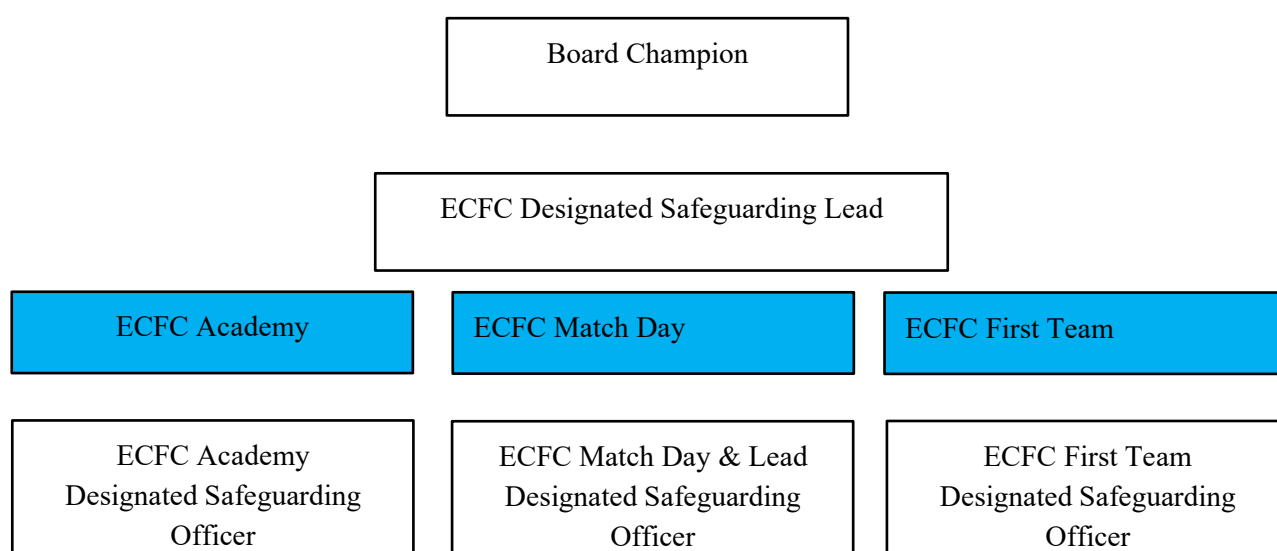 Board Champion
ECFC Designated Safeguarding Lead
ECFC Academy
ECFC Match Day
ECFC First Team
ECFC Academy
Designated Safeguarding
Officer
ECFC Match Day & Lead
Designated Safeguarding
Officer
ECFC First Team
Designated Safeguarding
Officer